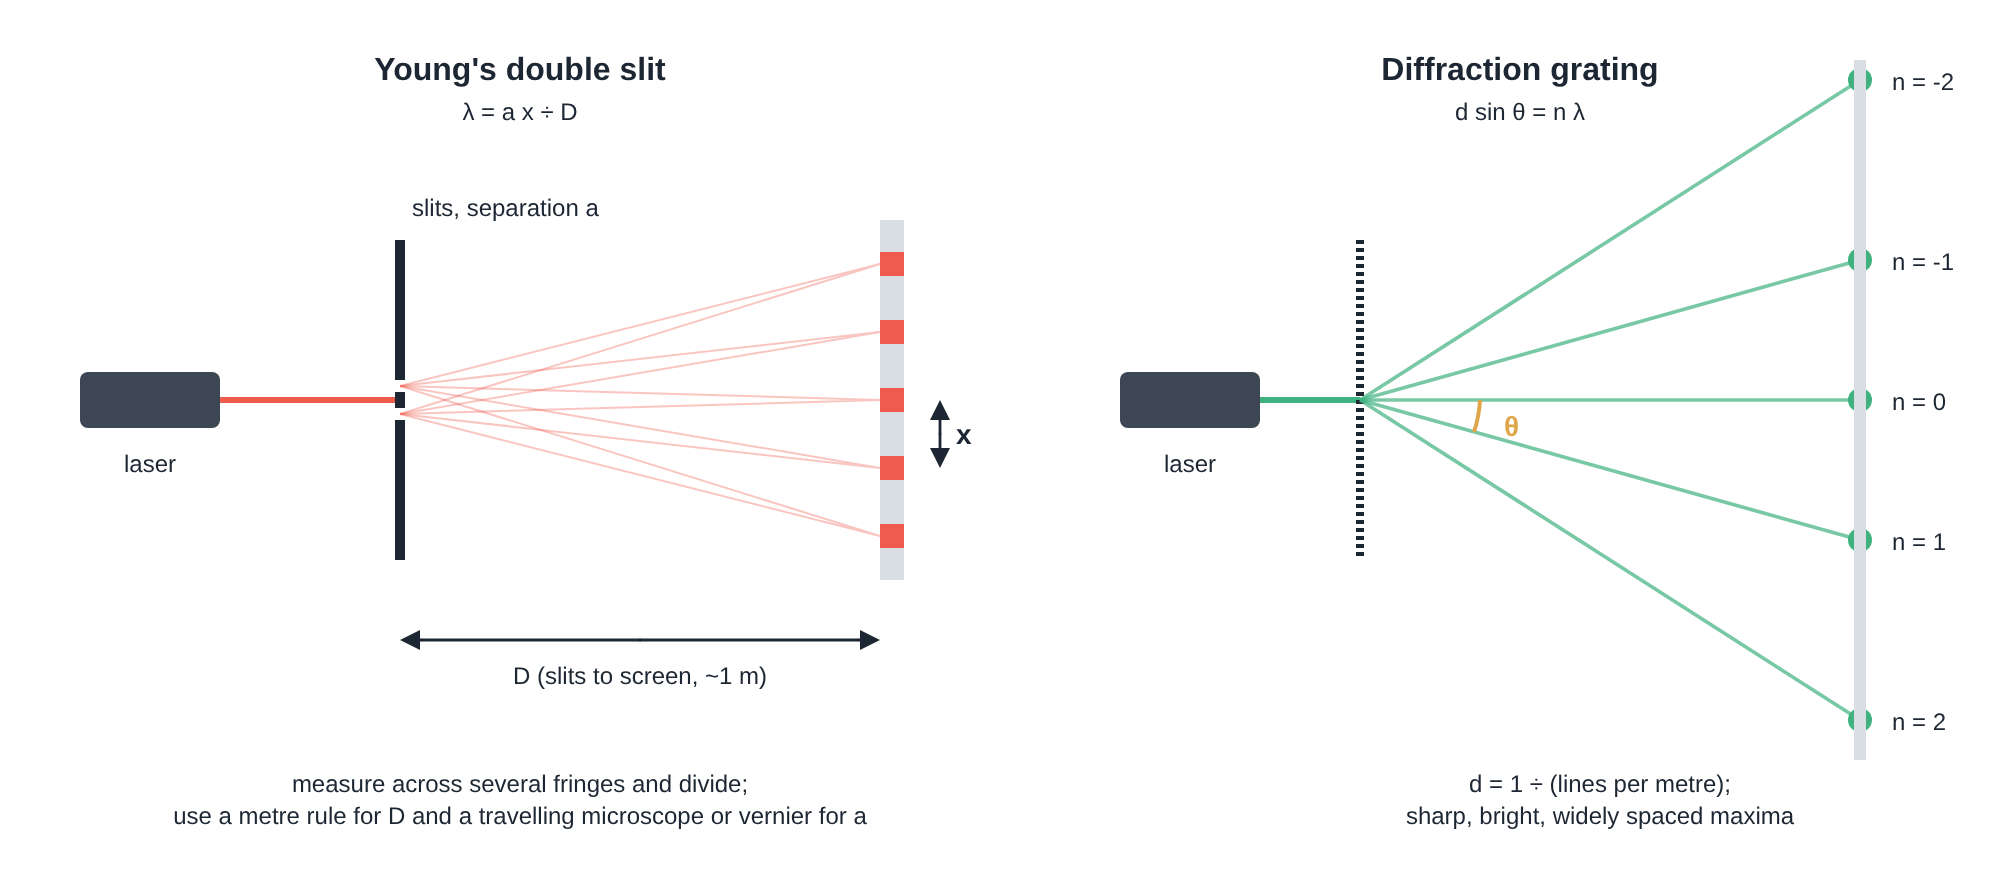 Young's double slit
λ = a x ÷ D
slits, separation a
laser
x
D (slits to screen, ~1 m)
measure across several fringes and divide;
use a metre rule for D and a travelling microscope or vernier for a
Diffraction grating
d sin θ = n λ
n = -2
n = -1
n = 0
θ
laser
n = 1
n = 2
d = 1 ÷ (lines per metre);
sharp, bright, widely spaced maxima